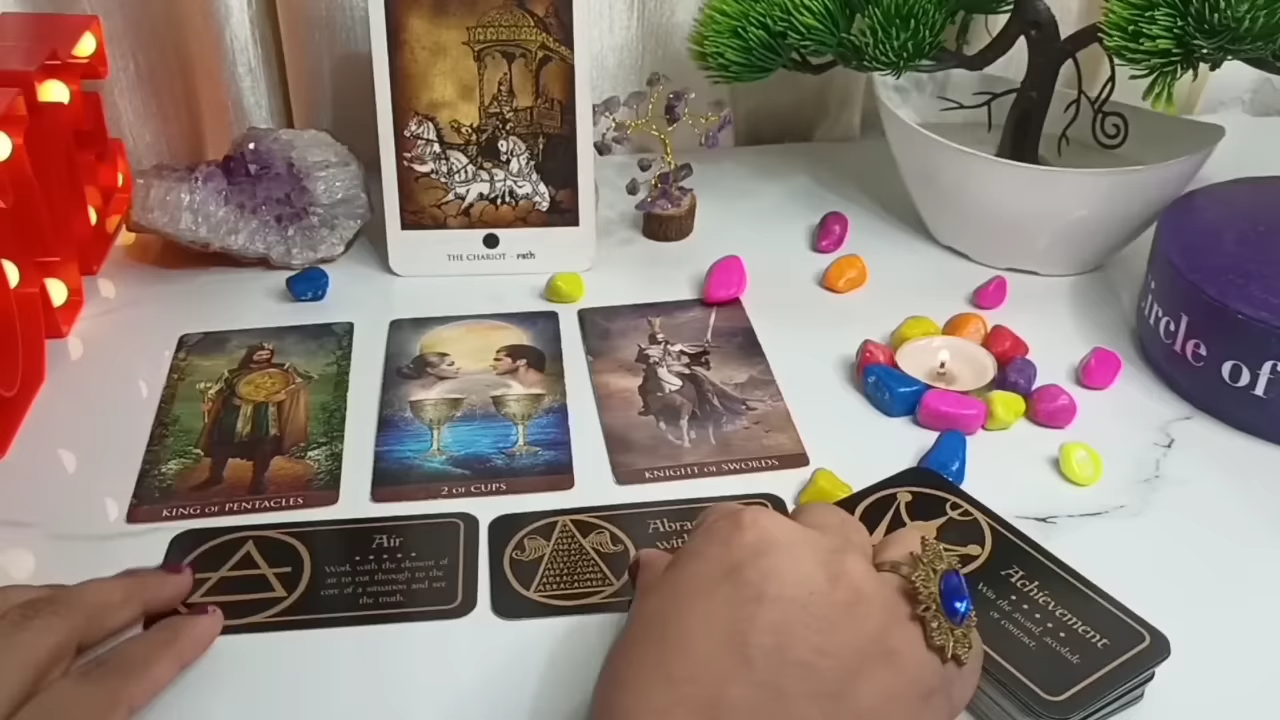 THE CHARIOT - rath
KING OF PENTACLES
2 OF CUPS
KNIGHT OF SWORDS
Air
Work with the element of
air to cut through to the
core of a situation and see
the truth.
ABRACADABRA
Achievement
Win the award, accolade
or contract.
ircle of